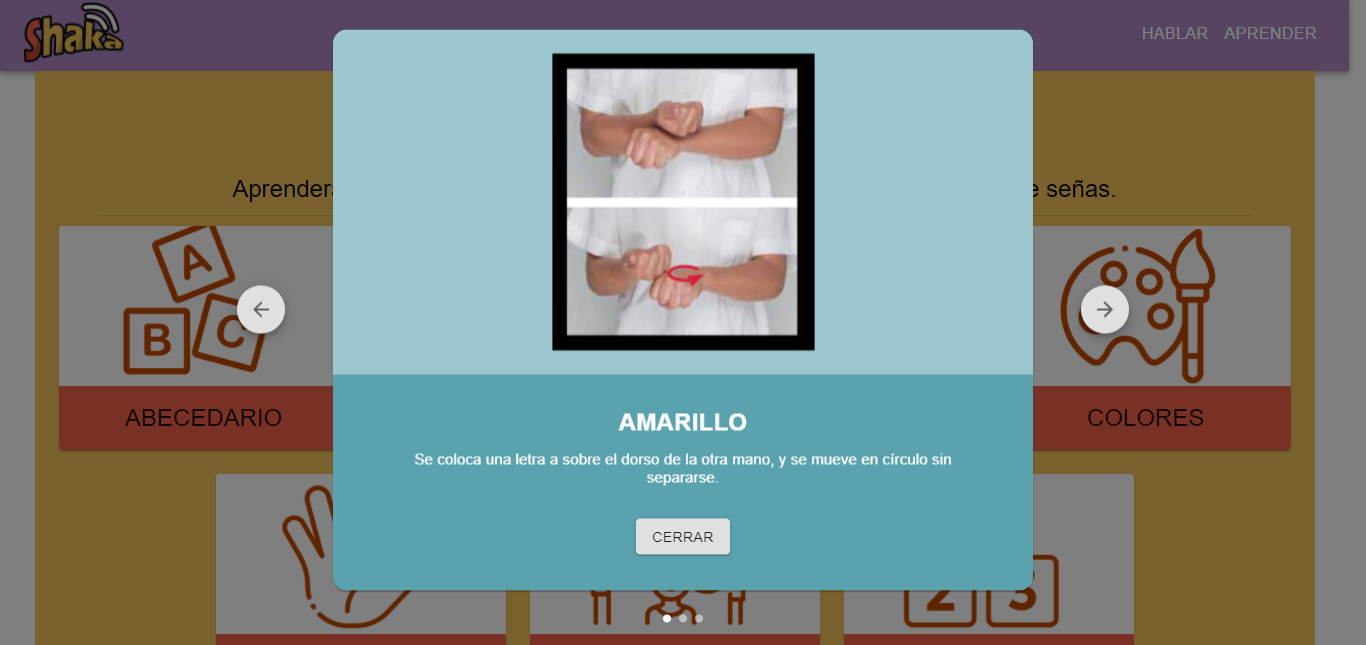 Shaka
HABLAR APRENDER
Aprender
e señas.
A
B C
ABECEDARIO
COLORES
AMARILLO
Se coloca una letra a sobre el dorso de la otra mano, y se mueve en círculo sin
separarse.
CERRAR
2 3